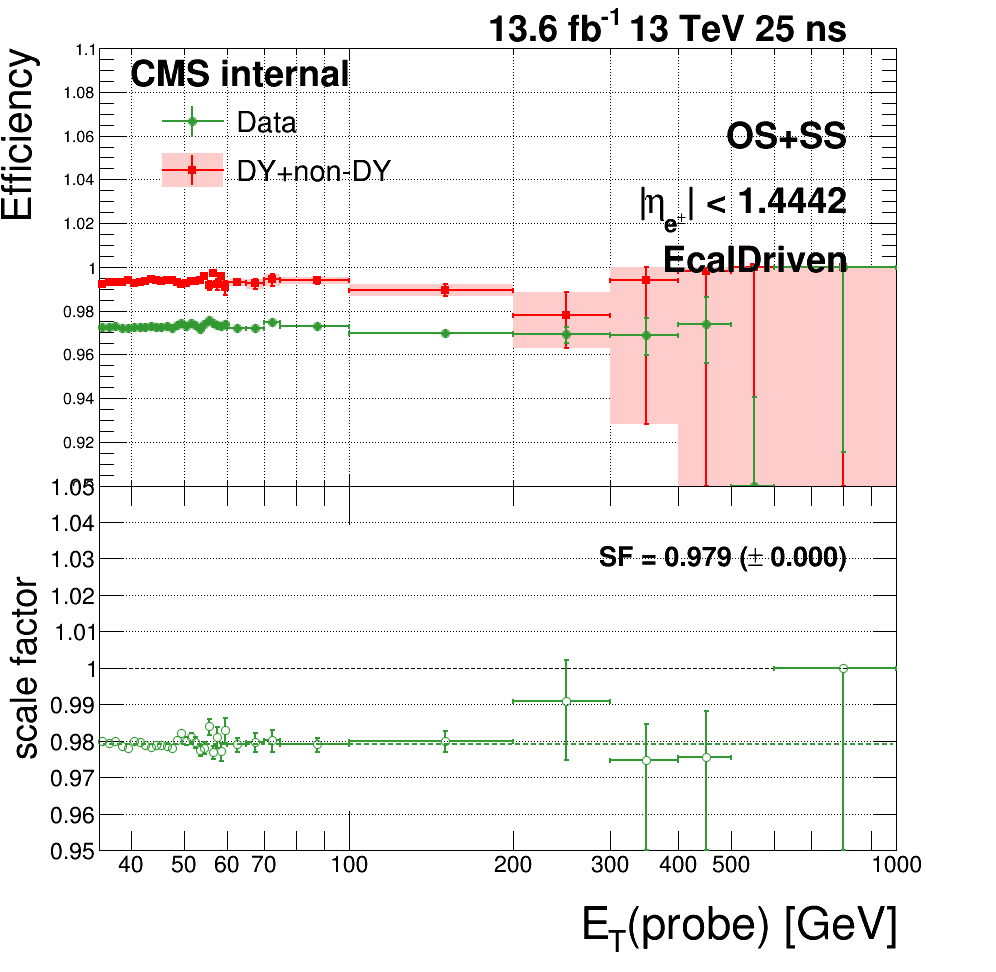 13.6 fb-1 13 TeV 25 ns
Efficiency
1.1
1.08
1.06
1.04
1.02
1
0.98
0.96
0.94
0.92
CMS internal
Data
DY+non-DY
OS+SS
|ηe±| < 1.4442
EcalDriven
scale factor
1.05
1.04
1.03
1.02
1.01
1
0.99
0.98
0.97
0.96
0.95
SF = 0.979 (± 0.000)
40 50 60 70 100 200 300 400 500 1000
ET(probe) [GeV]